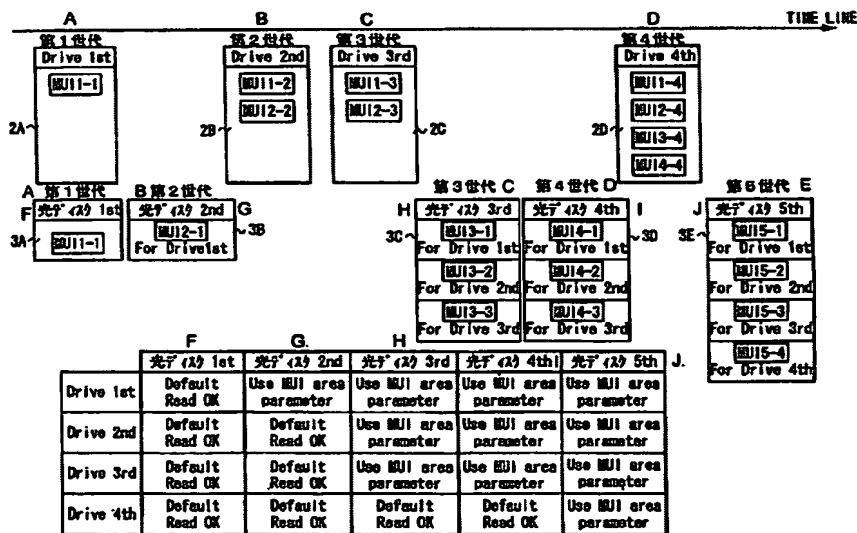 A B C D TIME LINE
第1世代 第2世代 第3世代 第4世代
Drive 1st Drive 2nd Drive 3rd Drive 4th
MUI1-1 MUI1-2 MUI1-3 MUI1-4
MUI2-2 MUI2-3 MUI2-4
2A 2B 2C 2D MUI3-4
MUI4-4
A 第1世代 B 第2世代 第3世代 C 第4世代 D 第5世代 E
F 光ディスク 1st 光ディスク 2nd G H 光ディスク 3rd 光ディスク 4th I J 光ディスク 5th
3A MUI1-1 MUI2-1 3B 3C MUI3-1 MUI4-1 3D 3E MUI5-1
For Drive1st For Drive 1st For Drive 1st For Drive 1st
MUI3-2 MUI4-2 MUI5-2
For Drive 2nd For Drive 2nd For Drive 2nd
MUI3-3 MUI4-3 MUI5-3
For Drive 3rd For Drive 3rd For Drive 3rd
MUI5-4
For Drive 4th
F G. H
光ディスク 1st 光ディスク 2nd 光ディスク 3rd 光ディスク 4th I 光ディスク 5th J.
Drive 1st Default Use MUI area Use MUI area Use MUI area Use MUI area
Read OK parameter parameter parameter parameter
Drive 2nd Default Default Use MUI area Use MUI area Use MUI area
Read OK Read OK parameter parameter parameter
Drive 3rd Default Default Use MUI area Use MUI area Use MUI area
Read OK Read OK parameter parameter parameter
Drive 4th Default Default Default Default Use MUI area
Read OK Read OK Read OK Read OK parameter